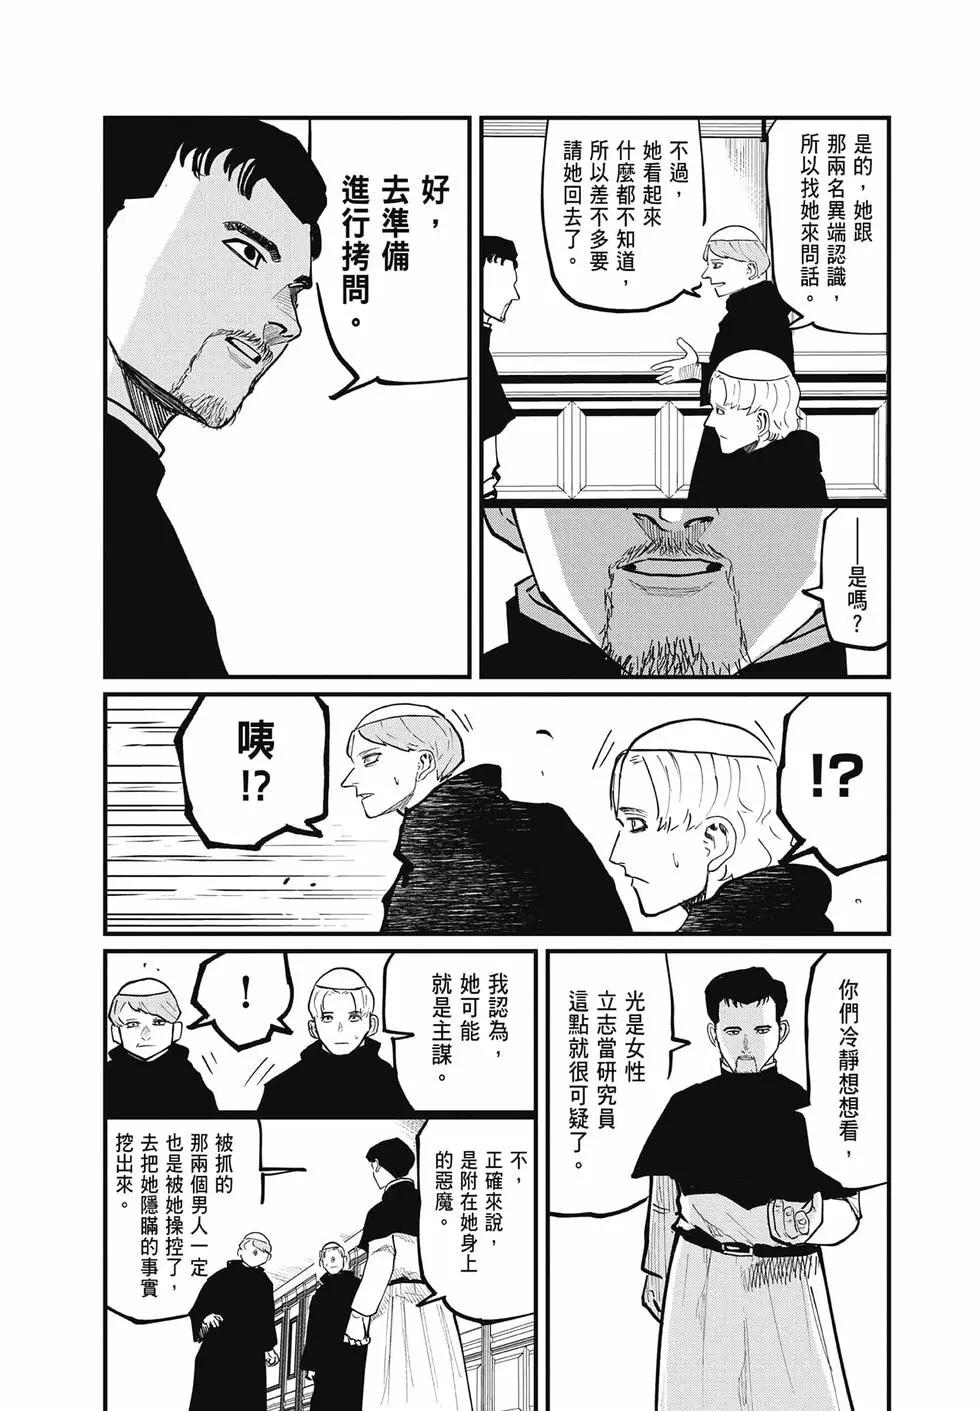 是的，她跟
那兩名異端認識，
所以找她來問話。
不過，
她看起來
什麼都不知道，
所以差不多要
請她回去了。
——是嗎？
好，
去準備
進行拷問。
!?
咦
!?
你們冷靜想想看，
光是女性
立志當研究員
這點就很可疑了。
我認為，
她可能
就是主謀。
！
不，
正確來說，
是附在她身上
的惡魔。
被抓的
那兩個男人一定
也是被她操控了，
去把她隱瞞的事實
挖出來。